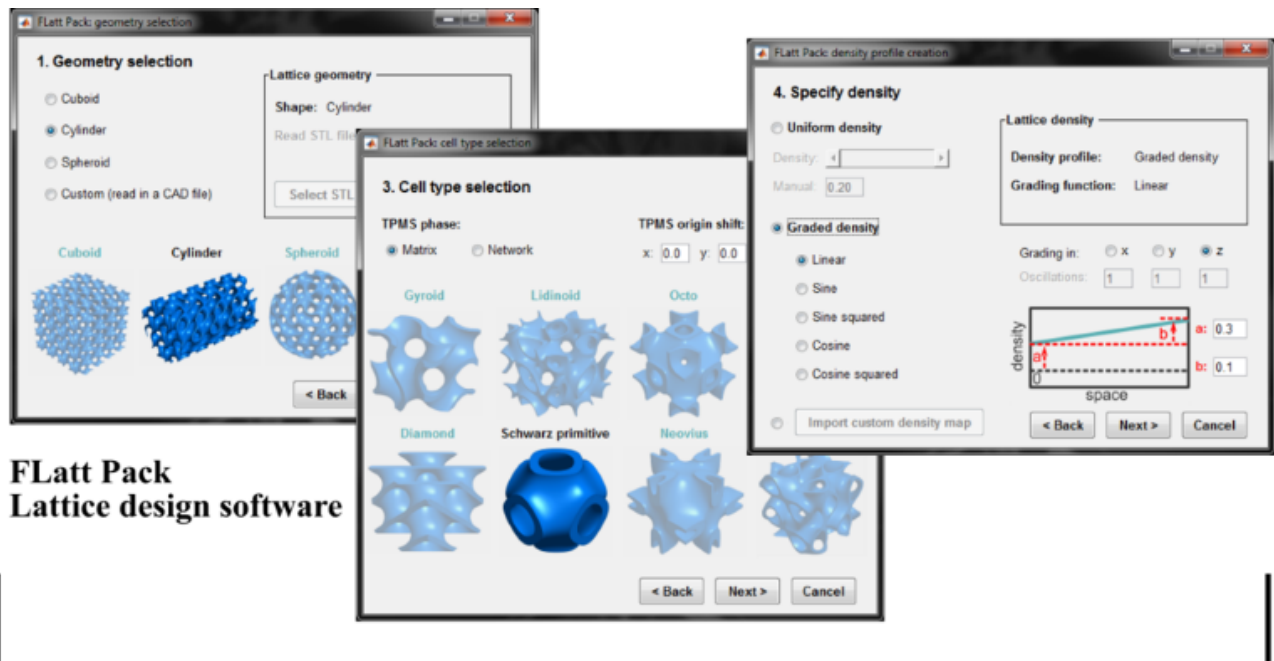 FLatt Pack: geometry selection
1. Geometry selection
Cuboid
Cylinder
Spheroid
Custom (read in a CAD file)
Lattice geometry
Shape: Cylinder
Read STL file
Select STL
Cuboid Cylinder Spheroid
< Back
FLatt Pack: cell type selection
3. Cell type selection
TPMS phase:
Matrix Network
TPMS origin shift:
x: 0.0 y: 0.0
Gyroid Lidinoid Octo
Diamond Schwarz primitive Neovius
< Back Next > Cancel
FLatt Pack: density profile creation
4. Specify density
Uniform density
Density:
Manual: 0.20
Graded density
Linear
Sine
Sine squared
Cosine
Cosine squared
Import custom density map
Lattice density
Density profile: Graded density
Grading function: Linear
Grading in: x y z
Oscillations: 1 1 1
density
a
b
0
space
a: 0.3
b: 0.1
< Back Next > Cancel
FLatt Pack
Lattice design software